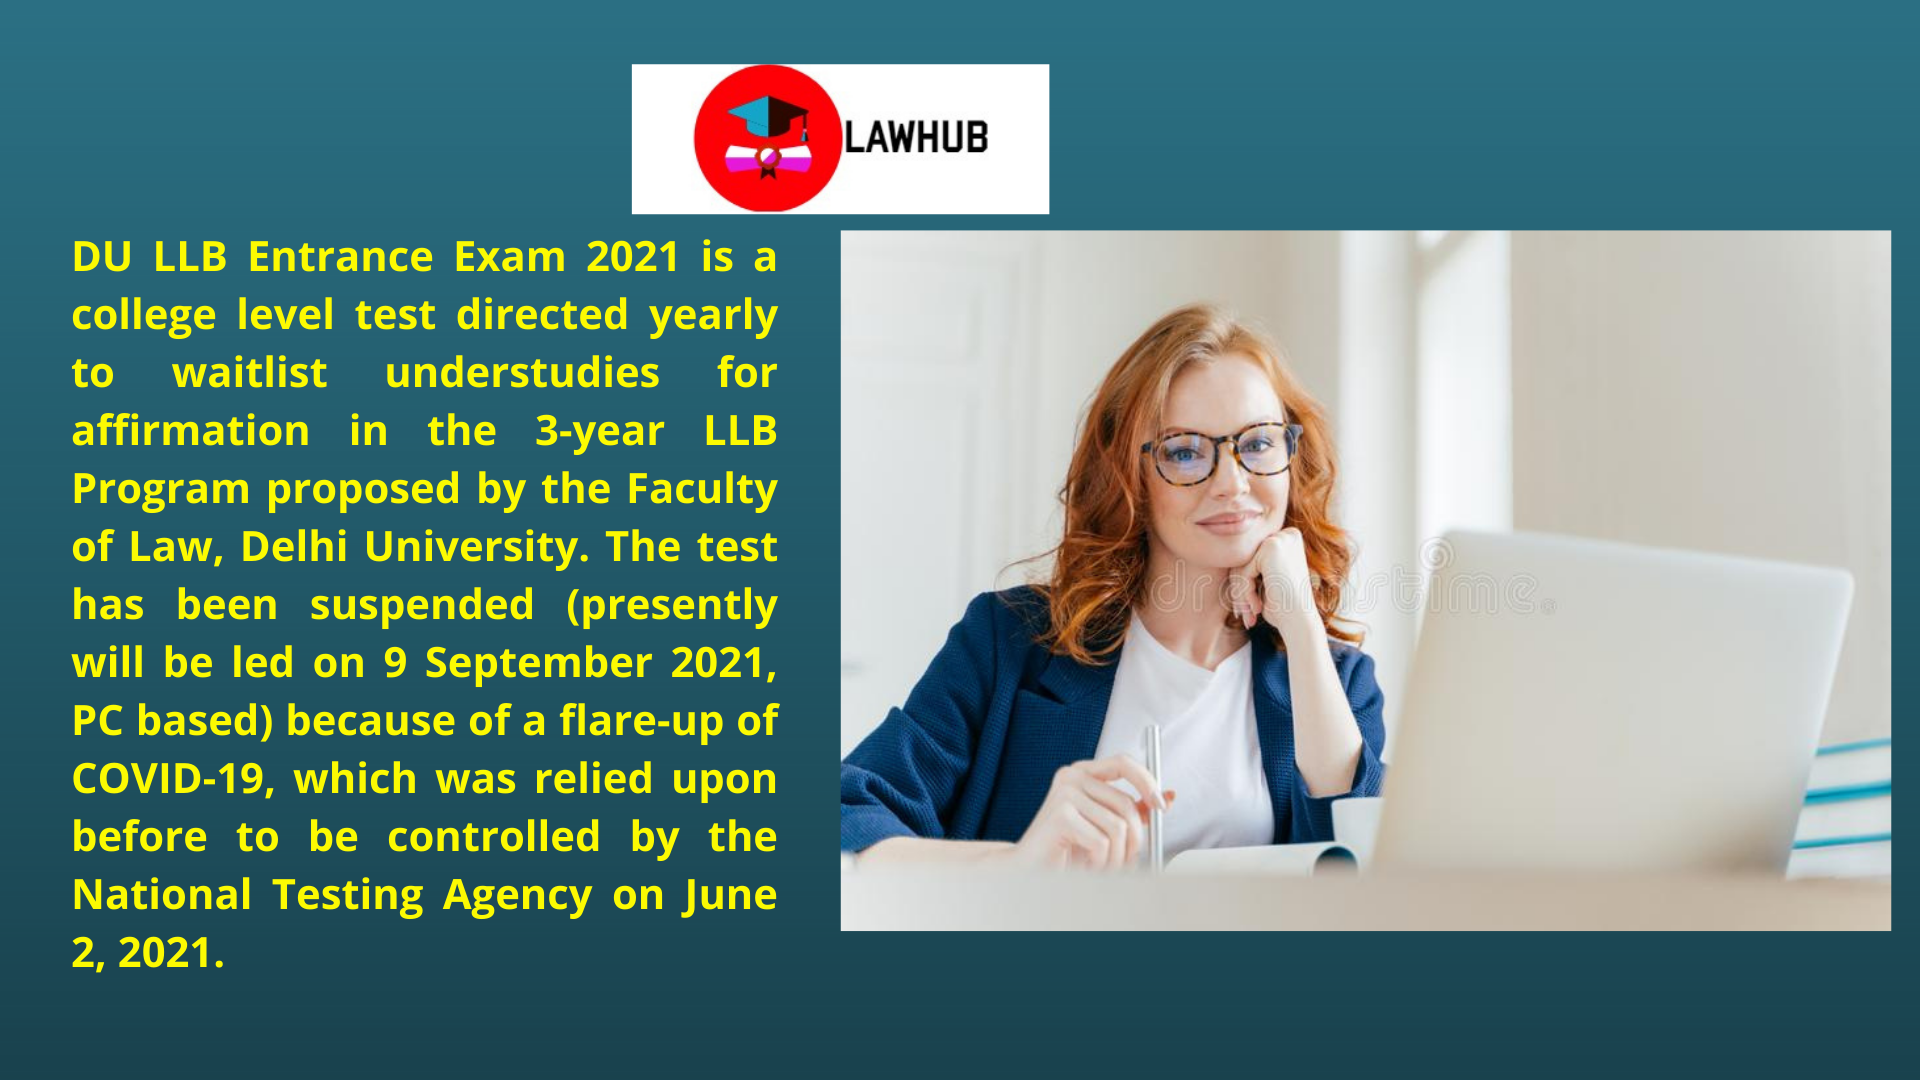 LAWHUB
DU LLB Entrance Exam 2021 is a
college level test directed yearly
to waitlist understudies for
affirmation in the 3-year LLB
Program proposed by the Faculty
of Law, Delhi University. The test
has been suspended (presently
will be led on 9 September 2021,
PC based) because of a flare-up of
COVID-19, which was relied upon
before to be controlled by the
National Testing Agency on June
2, 2021.
dreamstime.